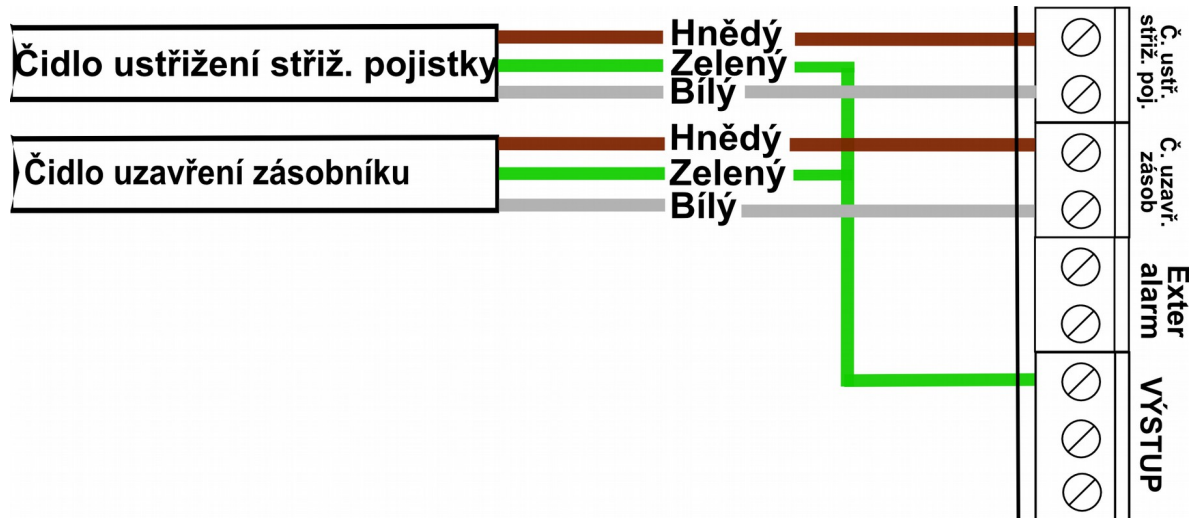 Čidlo ustřižení střiž. pojistky
Hnědý
Zelený
Bílý
Č. ustř.
střiž. poj.
Čidlo uzavření zásobníku
Hnědý
Zelený
Bílý
Č. uzavř.
zásob
Exter
alarm
VÝSTUP